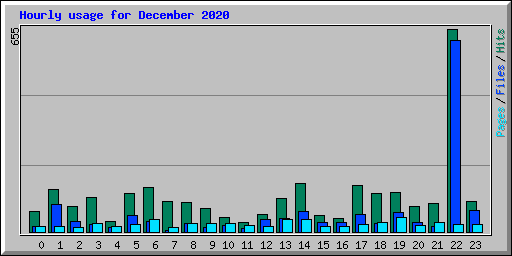 Hourly usage for December 2020
655
Pages/Files/Hits
0 1 2 3 4 5 6 7 8 9 10 11 12 13 14 15 16 17 18 19 20 21 22 23